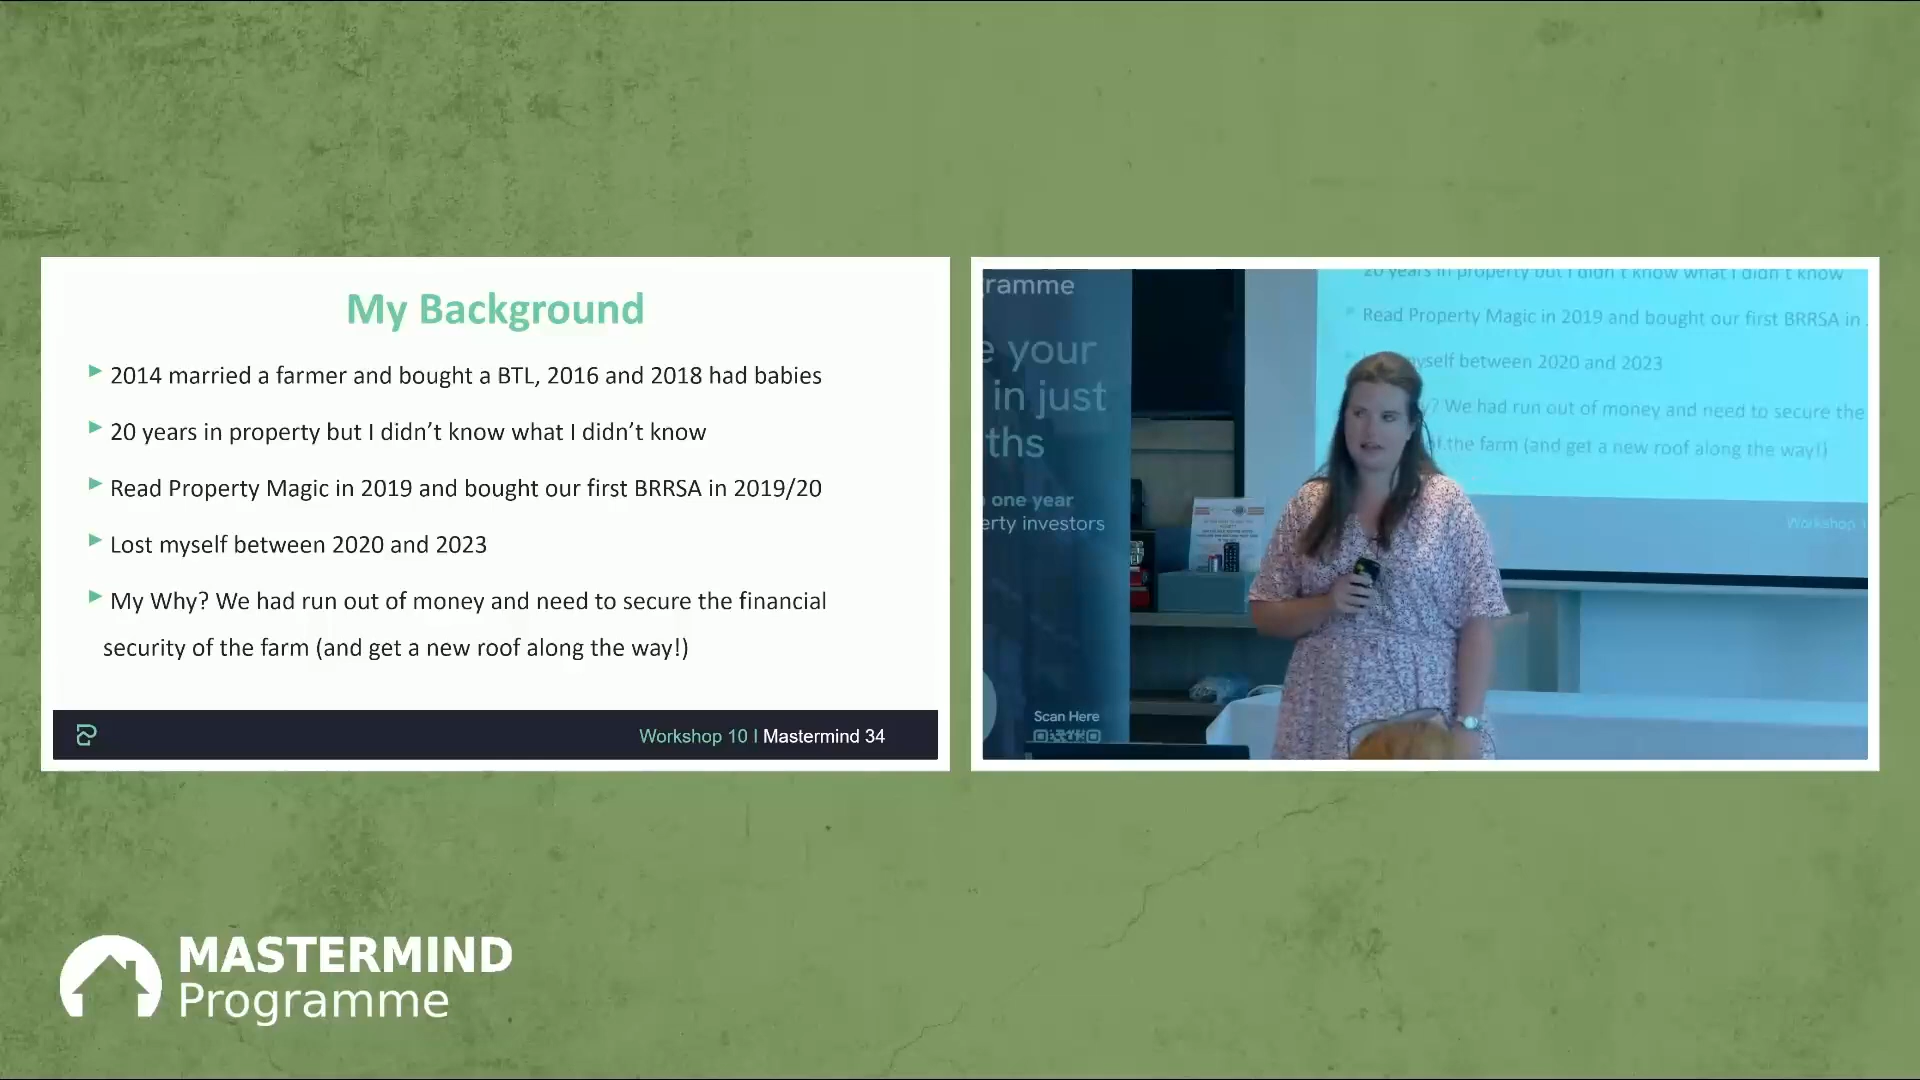 My Background
2014 married a farmer and bought a BTL, 2016 and 2018 had babies
20 years in property but I didn’t know what I didn’t know
Read Property Magic in 2019 and bought our first BRRSA in 2019/20
Lost myself between 2020 and 2023
My Why? We had run out of money and need to secure the financial
security of the farm (and get a new roof along the way!)
Workshop 10 | Mastermind 34
ramme
e your
in just
ths
one year
erty investors
Scan Here
20 years in property but I didn't know what I didn't know
Read Property Magic in 2019 and bought our first BRRSA in
yself between 2020 and 2023
? We had run out of money and need to secure the
the farm (and get a new roof along the way!)
Workshop 1
MASTERMIND
Programme